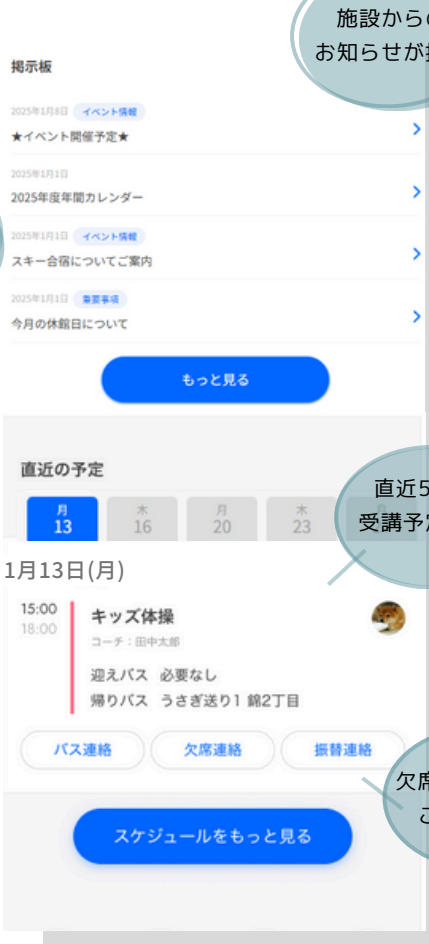 施設からの
お知らせが
掲示板
2025年1月8日 イベント情報
★イベント開催予定★
2025年1月1日
2025年度年間カレンダー
2025年1月1日 イベント情報
スキー合宿についてご案内
2025年1月1日 重要事項
今月の休館日について
もっと見る
直近の予定
直近5
受講予定
月 木 月 木
13 16 20 23
1月13日(月)
15:00
18:00
キッズ体操
コーチ：田中太郎
迎えバス 必要なし
帰りバス うさぎ送り1 錦2丁目
バス連絡 欠席連絡 振替連絡
欠席
こ
スケジュールをもっと見る